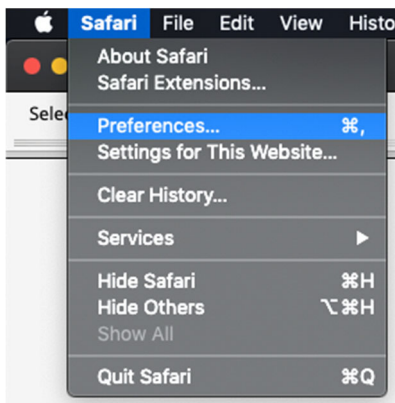 Safari File Edit View Histo
About Safari
Safari Extensions...
Selec
Preferences... ⌘,
Settings for This Website...
Clear History...
Services ▶
Hide Safari ⌘H
Hide Others ⌥⌘H
Show All
Quit Safari ⌘Q